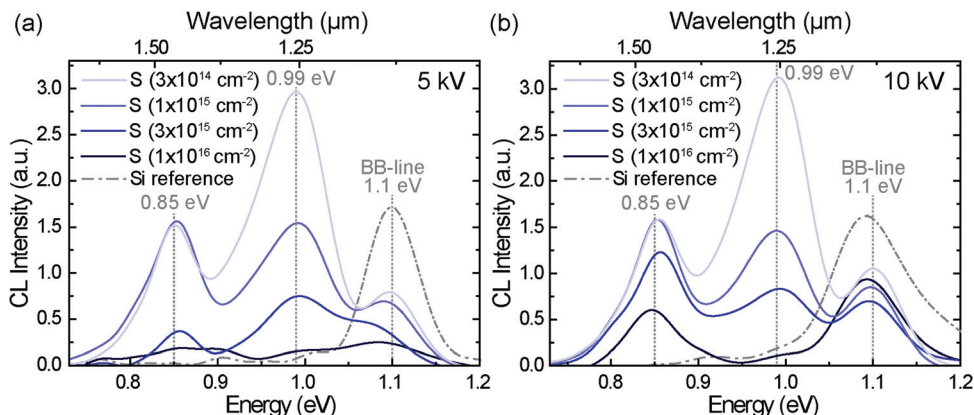 (a)
Wavelength (µm)
1.50
1.25
S (3x10¹⁴ cm⁻²)
S (1x10¹⁵ cm⁻²)
S (3x10¹⁵ cm⁻²)
S (1x10¹⁶ cm⁻²)
Si reference
0.99 eV
5 kV
BB-line
1.1 eV
0.85 eV
CL Intensity (a.u.)
3.0
2.5
2.0
1.5
1.0
0.5
0.0
0.8
0.9
1.0
1.1
1.2
Energy (eV)
(b)
Wavelength (µm)
1.50
1.25
S (3x10¹⁴ cm⁻²)
S (1x10¹⁵ cm⁻²)
S (3x10¹⁵ cm⁻²)
S (1x10¹⁶ cm⁻²)
Si reference
0.99 eV
10 kV
BB-line
1.1 eV
0.85 eV
CL Intensity (a.u.)
3.0
2.5
2.0
1.5
1.0
0.5
0.0
0.8
0.9
1.0
1.1
1.2
Energy (eV)